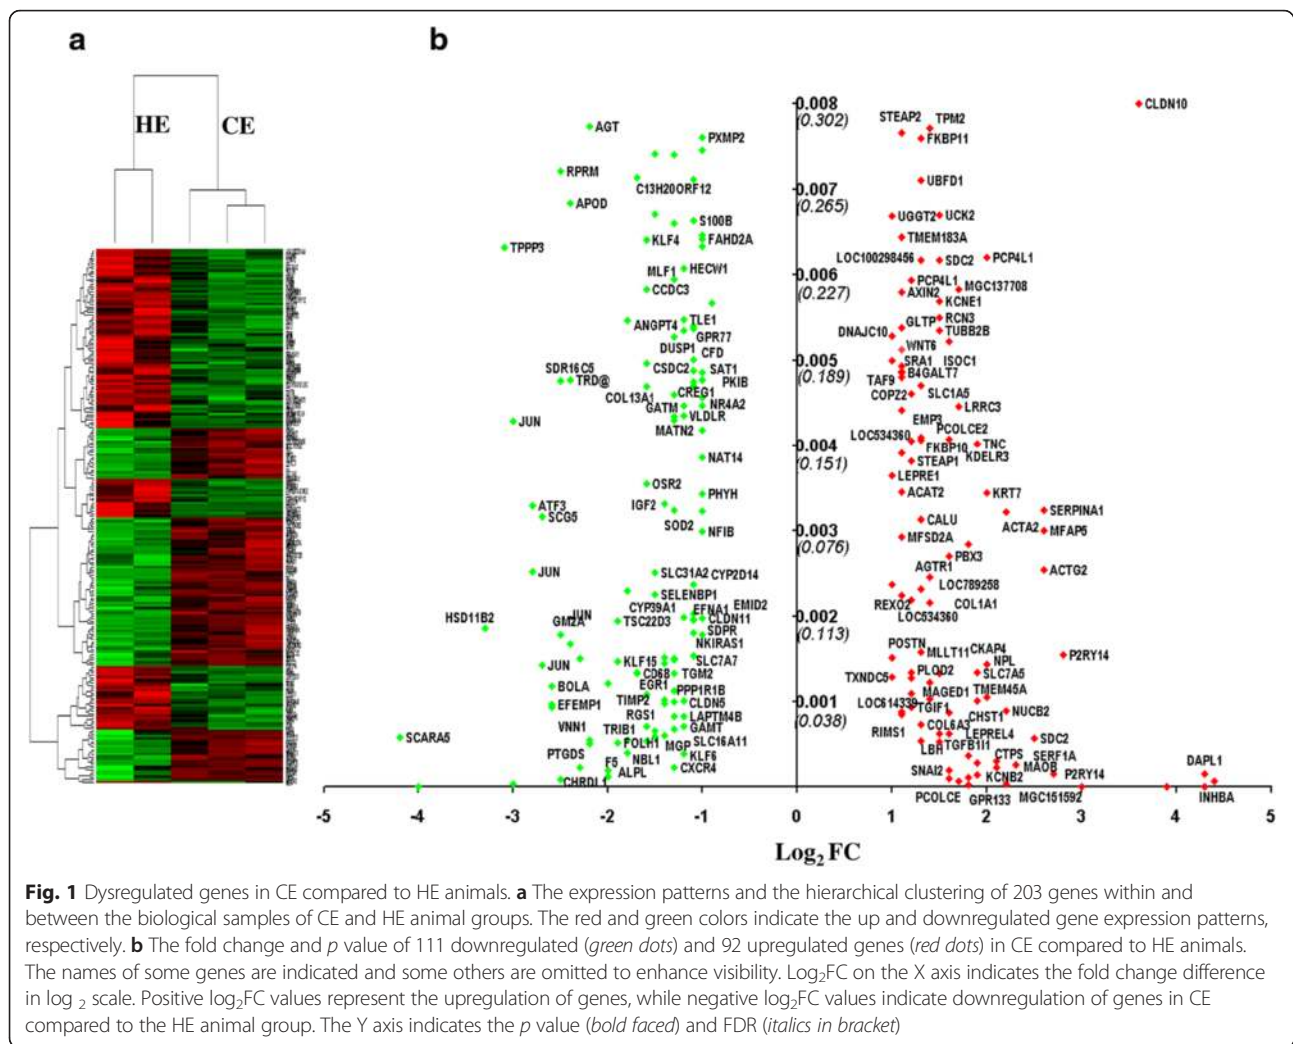 a
b
HE
CE
0.008
(0.302)
0.007
(0.265)
0.006
(0.227)
0.005
(0.189)
0.004
(0.151)
0.003
(0.076)
0.002
(0.113)
0.001
(0.038)
AGT
PXMP2
RPRM
C13H20ORF12
APOD
S100B
KLF4
FAHD2A
TPPP3
HECW1
MLF1
CCDC3
ANGPT4
TLE1
GPR77
DUSP1
CFD
SDR16C5
CSDC2
SAT1
TRD@
PKIB
COL13A1
CREG1
GATM
NR4A2
JUN
VLDLR
MATN2
NAT14
OSR2
PHYH
ATF3
IGF2
SCG5
SOD2
NFIB
JUN
SLC31A2
CYP2D14
SELENBP1
CYP39A1
EFNA1
EMID2
HSD11B2
JUN
GM2A
TSC22D3
CLDN11
SDPR
NKIRAS1
JUN
KLF15
SLC7A7
CD68
TGM2
BOLA
EGR1
PPP1R1B
EFEMP1
TIMP2
CLDN5
RGS1
LAPTM4B
VNN1
TRIB1
GAMT
SCARA5
FOLH1
MGP
SLC16A11
PTGDS
NBL1
KLF6
F5
ALPL
CXCR4
CHRDL1
CLDN10
STEAP2
TPM2
FKBP11
UBFD1
UGGT2
UCK2
TMEM183A
LOC100298456
SDC2
PCP4L1
PCP4L1
MGC137708
AXIN2
KCNE1
GLTP
RCN3
DNAJC10
TUBB2B
WNT6
SRA1
ISOC1
B4GALT7
TAF9
COPZ2
SLC1A5
LRRC3
EMP3
PCOLCE2
LOC534360
FKBP10
TNC
KDELR3
STEAP1
LEPRE1
ACAT2
KRT7
SERPINA1
CALU
ACTA2
MFAP5
MFSD2A
PBX3
AGTR1
ACTG2
LOC789258
REXO2
COL1A1
LOC534360
POSTN
MLLT11
CKAP4
P2RY14
NPL
TXNDC5
PLOD2
SLC7A5
MAGED1
TMEM45A
LOC614339
TGIF1
NUCB2
CHST1
RIMS1
COL6A3
LEPREL4
SDC2
LBH
TGFB1I1
SERF1A
CTPS
SNAI2
MAOB
DAPL1
KCNB2
P2RY14
PCOLCE
GPR133
MGC151592
INHBA
-5 -4 -3 -2 -1 0 1 2 3 4 5
Log2 FC
Fig. 1 Dysregulated genes in CE compared to HE animals. a The expression patterns and the hierarchical clustering of 203 genes within and
between the biological samples of CE and HE animal groups. The red and green colors indicate the up and downregulated gene expression patterns,
respectively. b The fold change and p value of 111 downregulated (green dots) and 92 upregulated genes (red dots) in CE compared to HE animals.
The names of some genes are indicated and some others are omitted to enhance visibility. Log2FC on the X axis indicates the fold change difference
in log 2 scale. Positive log2FC values represent the upregulation of genes, while negative log2FC values indicate downregulation of genes in CE
compared to the HE animal group. The Y axis indicates the p value (bold faced) and FDR (italics in bracket)